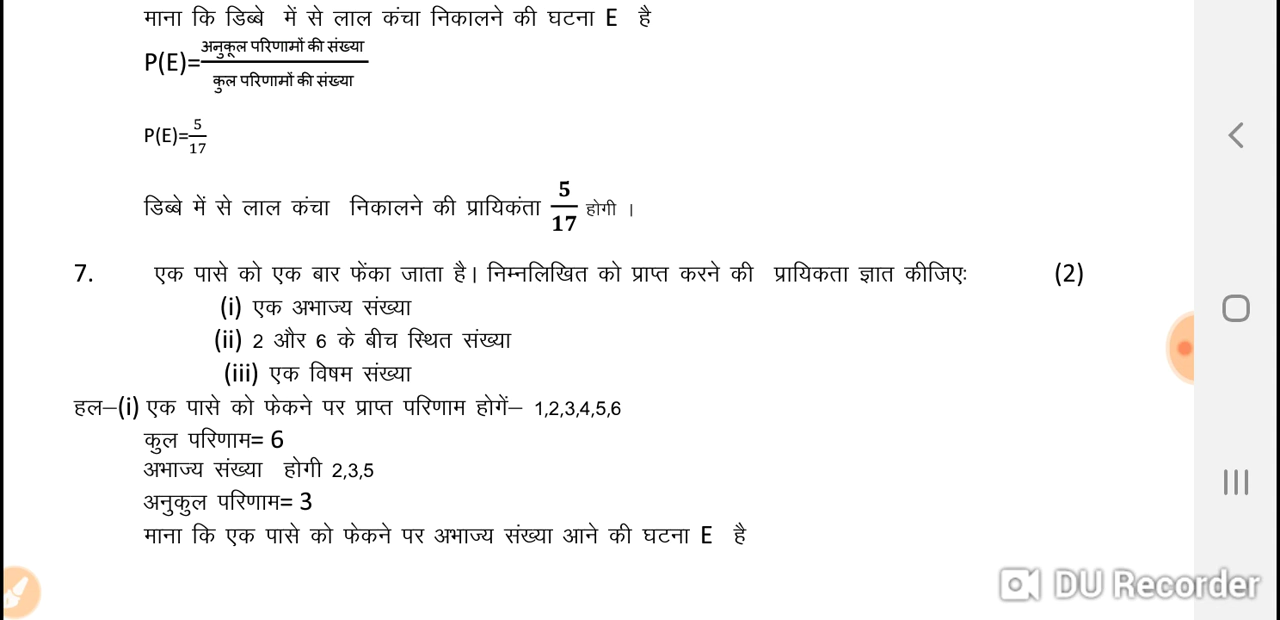 माना कि डिब्बे में से लाल कंचा निकालने की घटना E है
P(E)=अनुकूल परिणामों की संख्या
कुल परिणामों की संख्या
P(E)=5/17
डिब्बे में से लाल कंचा निकालने की प्रायिकंता 5/17 होगी ।
7. एक पासे को एक बार फेंका जाता है। निम्नलिखित को प्राप्त करने की प्रायिकता ज्ञात कीजिएः (2)
(i) एक अभाज्य संख्या
(ii) 2 और 6 के बीच स्थित संख्या
(iii) एक विषम संख्या
हल–(i) एक पासे को फेकने पर प्राप्त परिणाम होगें– 1,2,3,4,5,6
कुल परिणाम= 6
अभाज्य संख्या होगी 2,3,5
अनुकुल परिणाम= 3
माना कि एक पासे को फेकने पर अभाज्य संख्या आने की घटना E है
DU Recorder